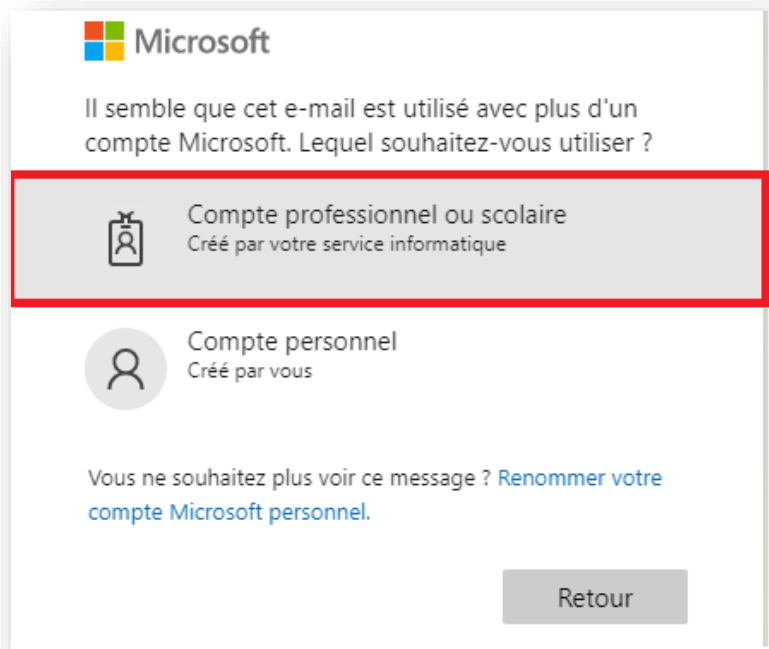 Microsoft
Il semble que cet e-mail est utilisé avec plus d'un
compte Microsoft. Lequel souhaitez-vous utiliser ?
Compte professionnel ou scolaire
Créé par votre service informatique
Compte personnel
Créé par vous
Vous ne souhaitez plus voir ce message ? Renommer votre
compte Microsoft personnel.
Retour